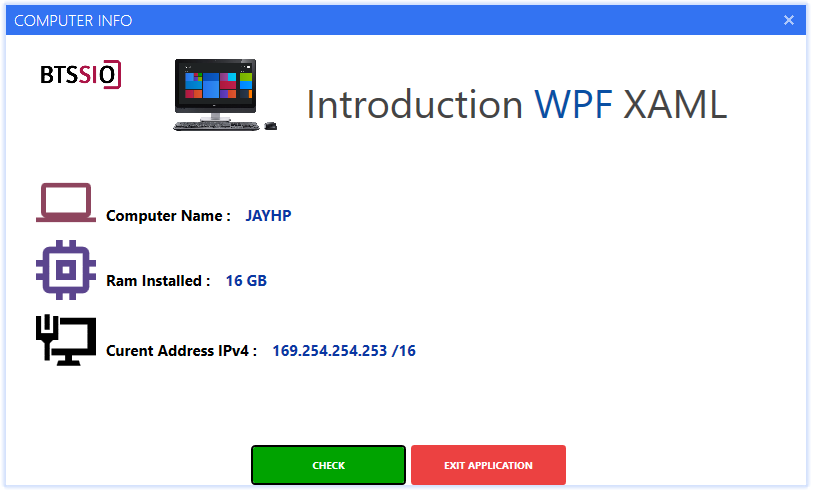 COMPUTER INFO
BTSSIO
Introduction WPF XAML
Computer Name : JAYHP
Ram Installed : 16 GB
Curent Address IPv4 : 169.254.254.253 /16
CHECK
EXIT APPLICATION